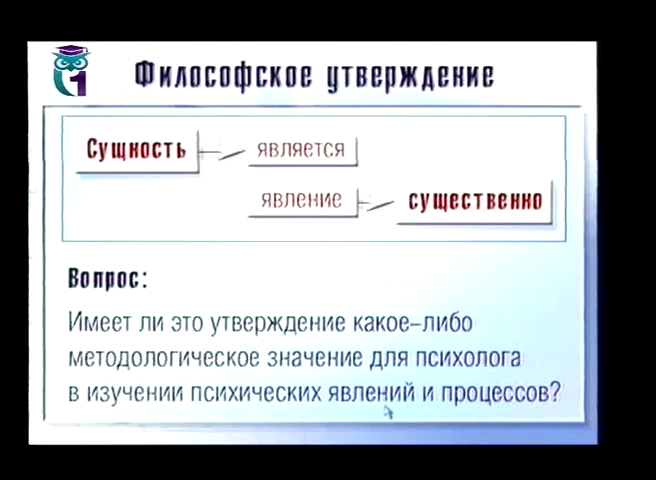 1
Философское утверждение
Сущность является
явление существенно
Вопрос:
Имеет ли это утверждение какое-либо
методологическое значение для психолога
в изучении психических явлений и процессов?